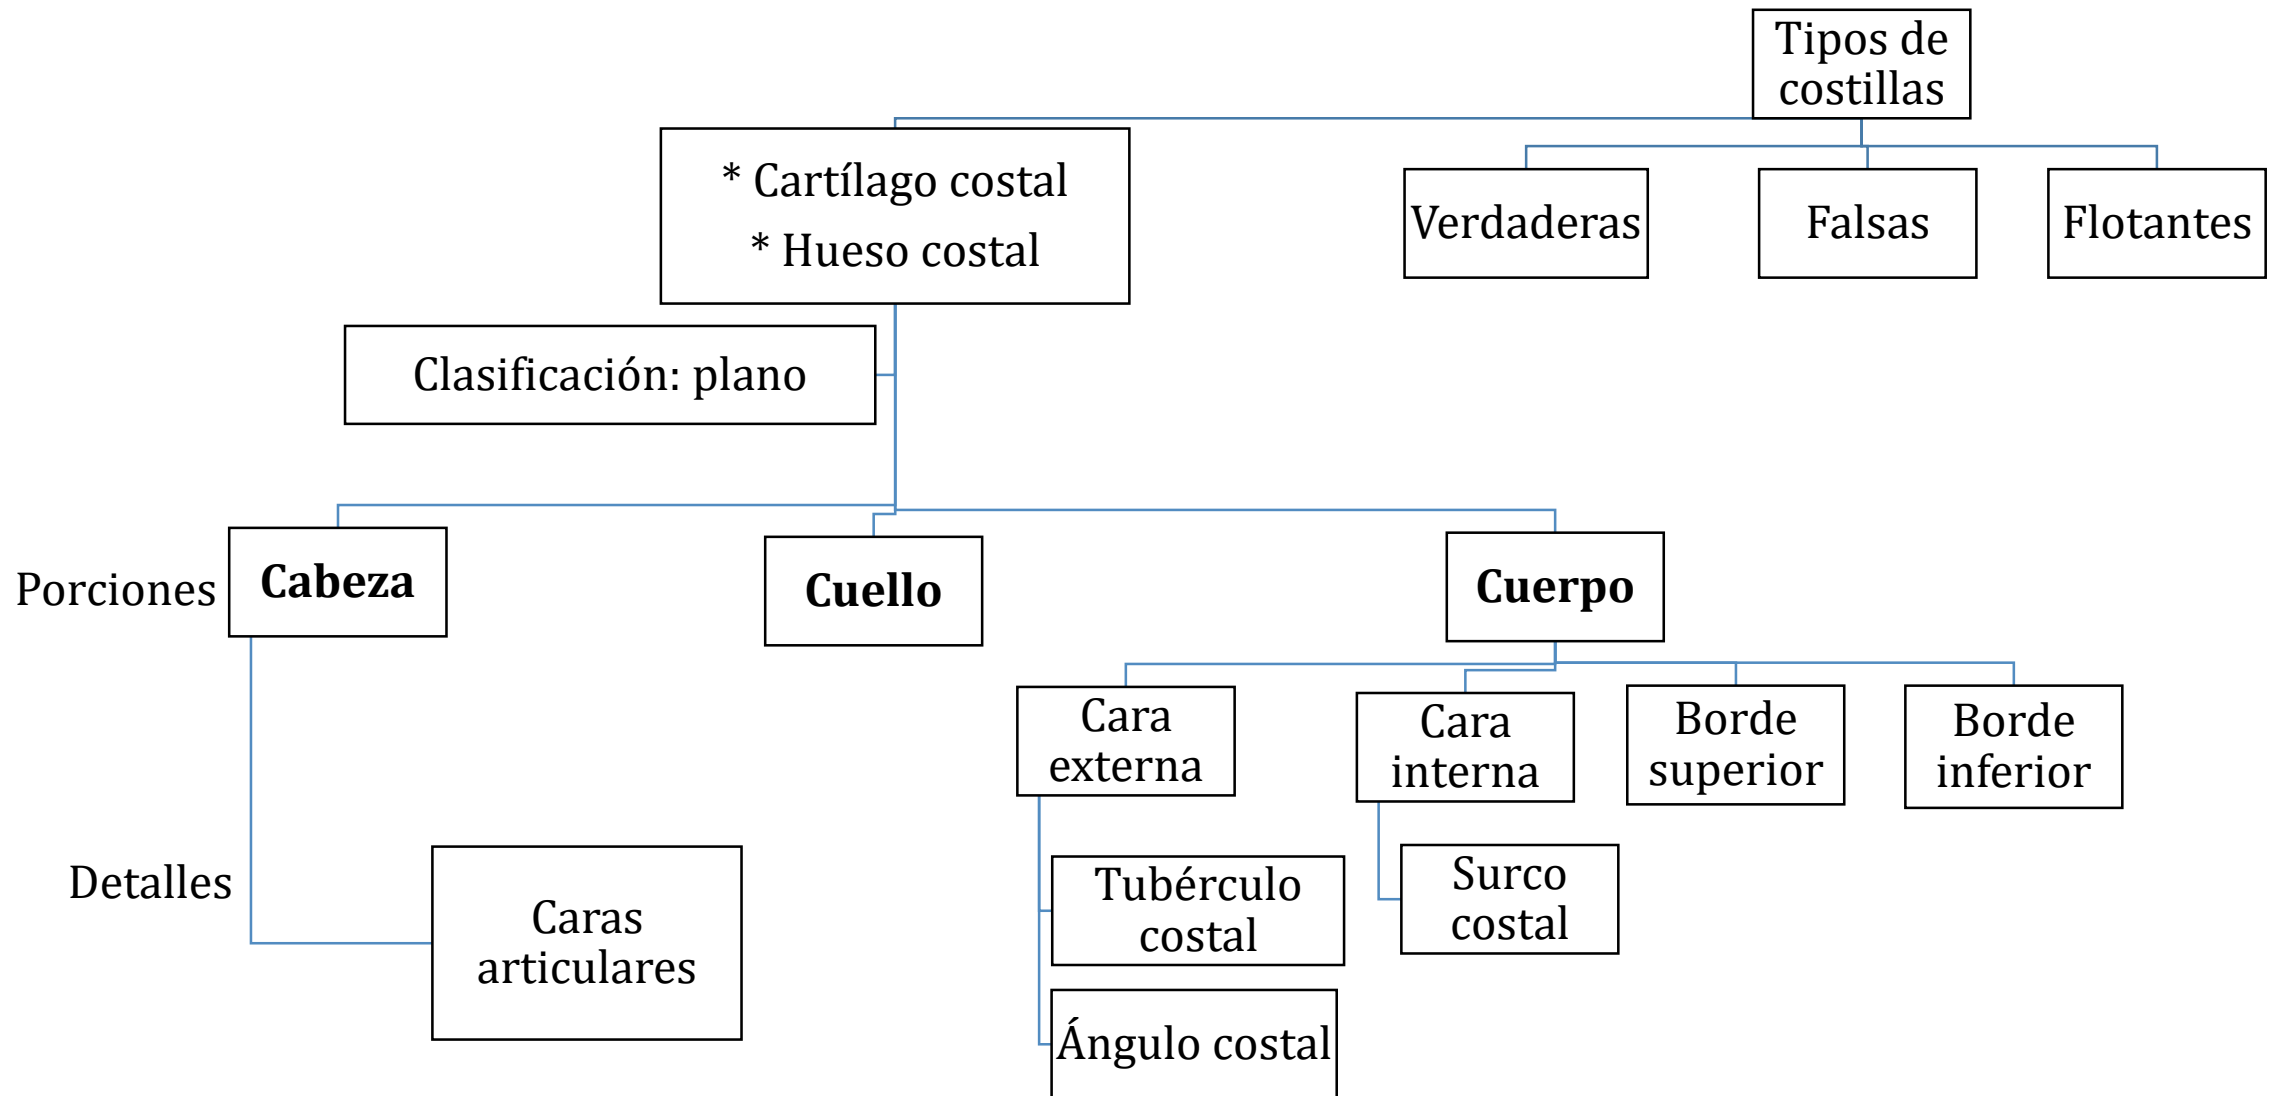 Tipos de
costillas
* Cartílago costal
* Hueso costal
Verdaderas
Falsas
Flotantes
Clasificación: plano
Porciones
Cabeza
Cuello
Cuerpo
Cara
externa
Cara
interna
Borde
superior
Borde
inferior
Detalles
Caras
articulares
Tubérculo
costal
Surco
costal
Ángulo costal